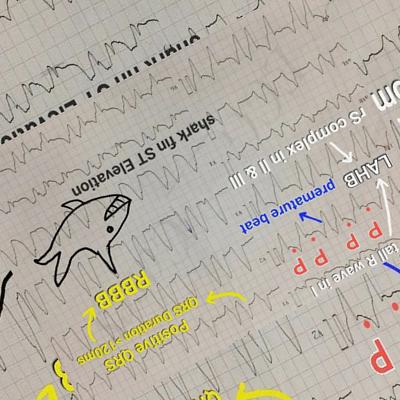 P
Positive QRS
QRS Duration >120ms
RBBB
tall R wave in I
P P P P
premature beat
LAHB
rS complex in II & III
shark fin ST Elevation